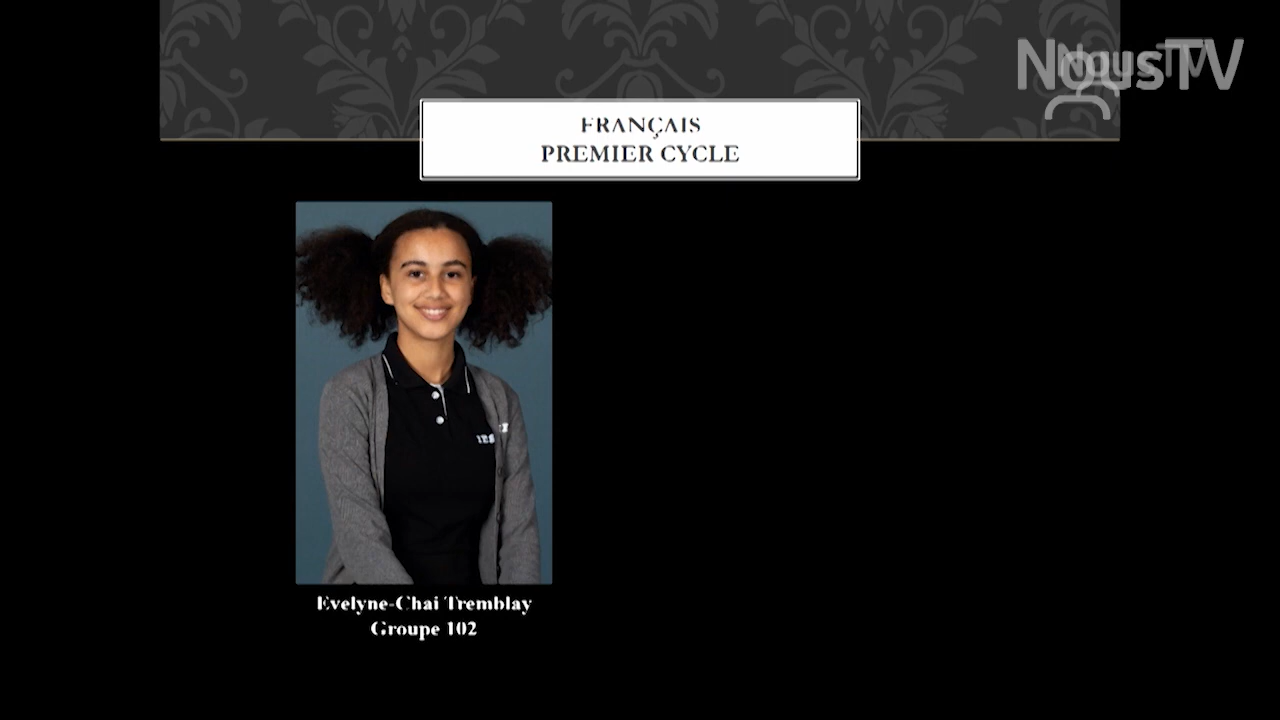 NousTV
FRANÇAIS
PREMIER CYCLE
Evelyne-Chai Tremblay
Groupe 102